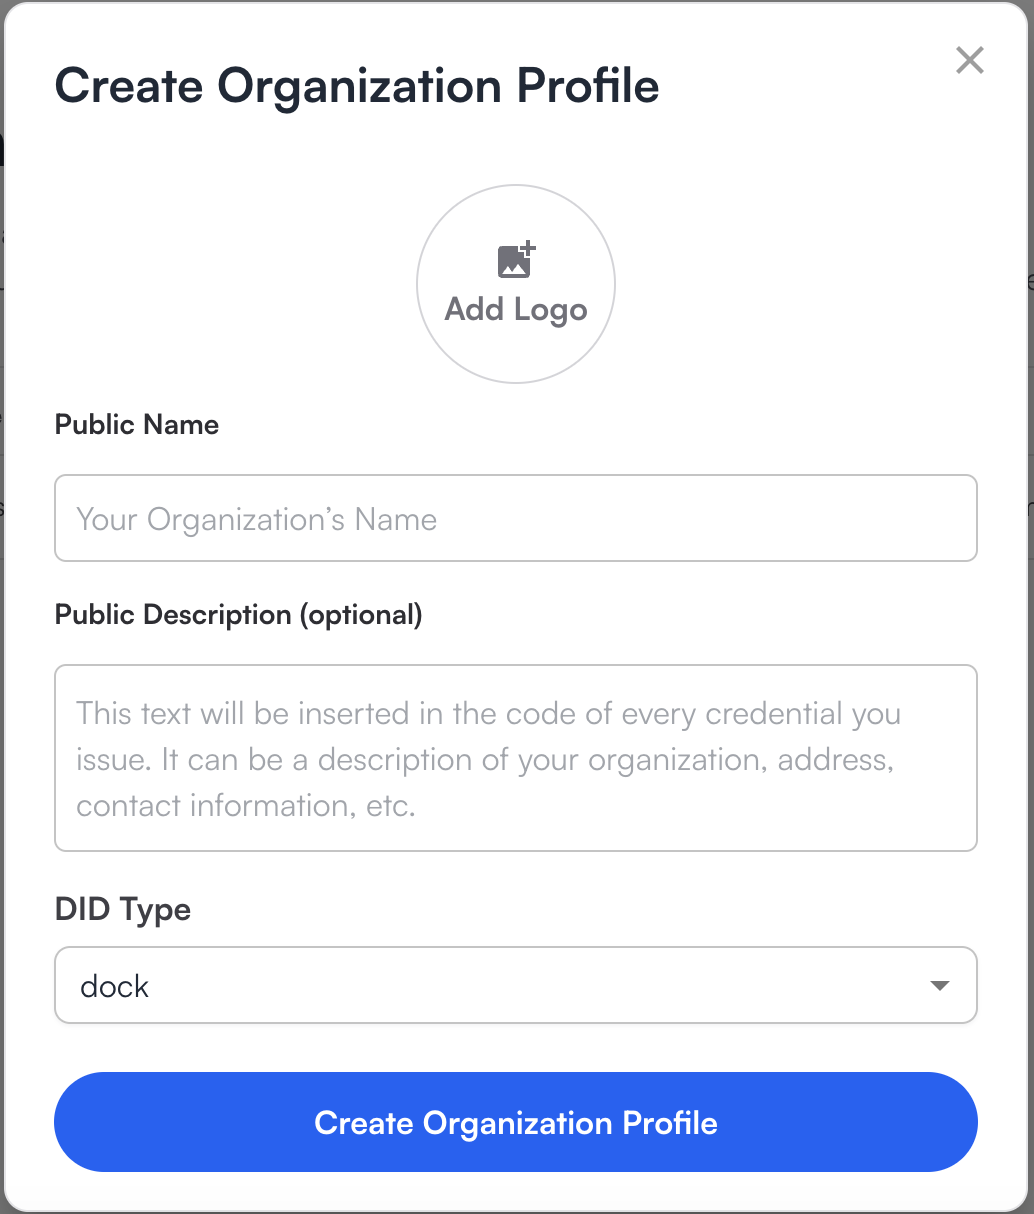 Create Organization Profile
Add Logo
Public Name
Your Organization’s Name
Public Description (optional)
This text will be inserted in the code of every credential you
issue. It can be a description of your organization, address,
contact information, etc.
DID Type
dock
Create Organization Profile